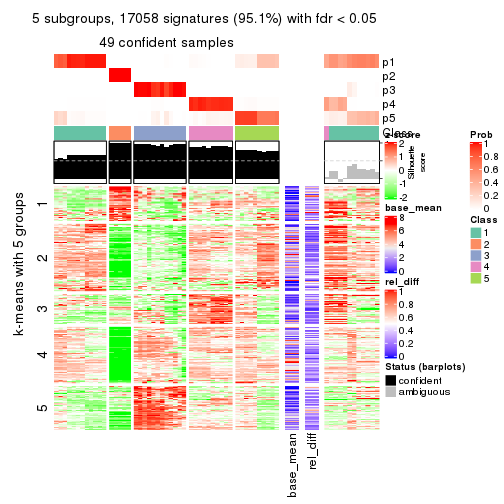 5 subgroups, 17058 signatures (95.1%) with fdr < 0.05
49 confident samples
p1
p2
p3
p4
p5
Class
Silhouette
score
k-means with 5 groups
1
2
3
4
5
base_mean
rel_diff
z-score
2
1
0
-1
-2
base_mean
8
6
4
2
0
rel_diff
1
0.8
0.6
0.4
0.2
0
Status (barplots)
confident
ambiguous
Prob
1
0.8
0.6
0.4
0.2
0
Class
1
2
3
4
5